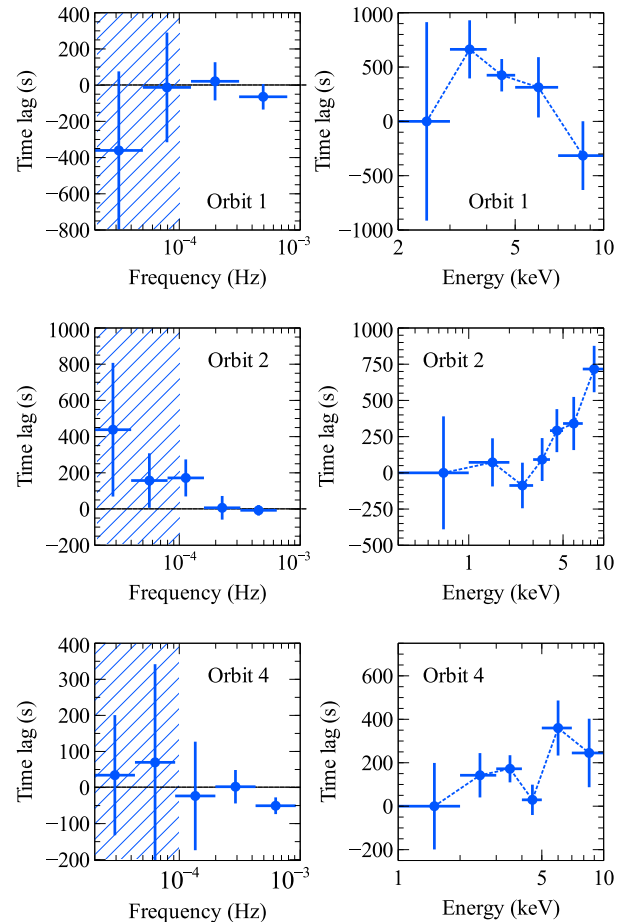 400
200
0
−200
−400
−600
−800
Time lag (s)
Orbit 1
10⁻⁴
10⁻³
Frequency (Hz)
1000
500
0
−500
−1000
Time lag (s)
Orbit 1
2
5
10
Energy (keV)
1000
800
600
400
200
0
−200
Time lag (s)
Orbit 2
10⁻⁴
10⁻³
Frequency (Hz)
1000
750
500
250
0
−250
−500
Time lag (s)
Orbit 2
1
5
10
Energy (keV)
400
300
200
100
0
−100
−200
Time lag (s)
Orbit 4
10⁻⁴
10⁻³
Frequency (Hz)
600
400
200
0
−200
Time lag (s)
Orbit 4
1
5
10
Energy (keV)